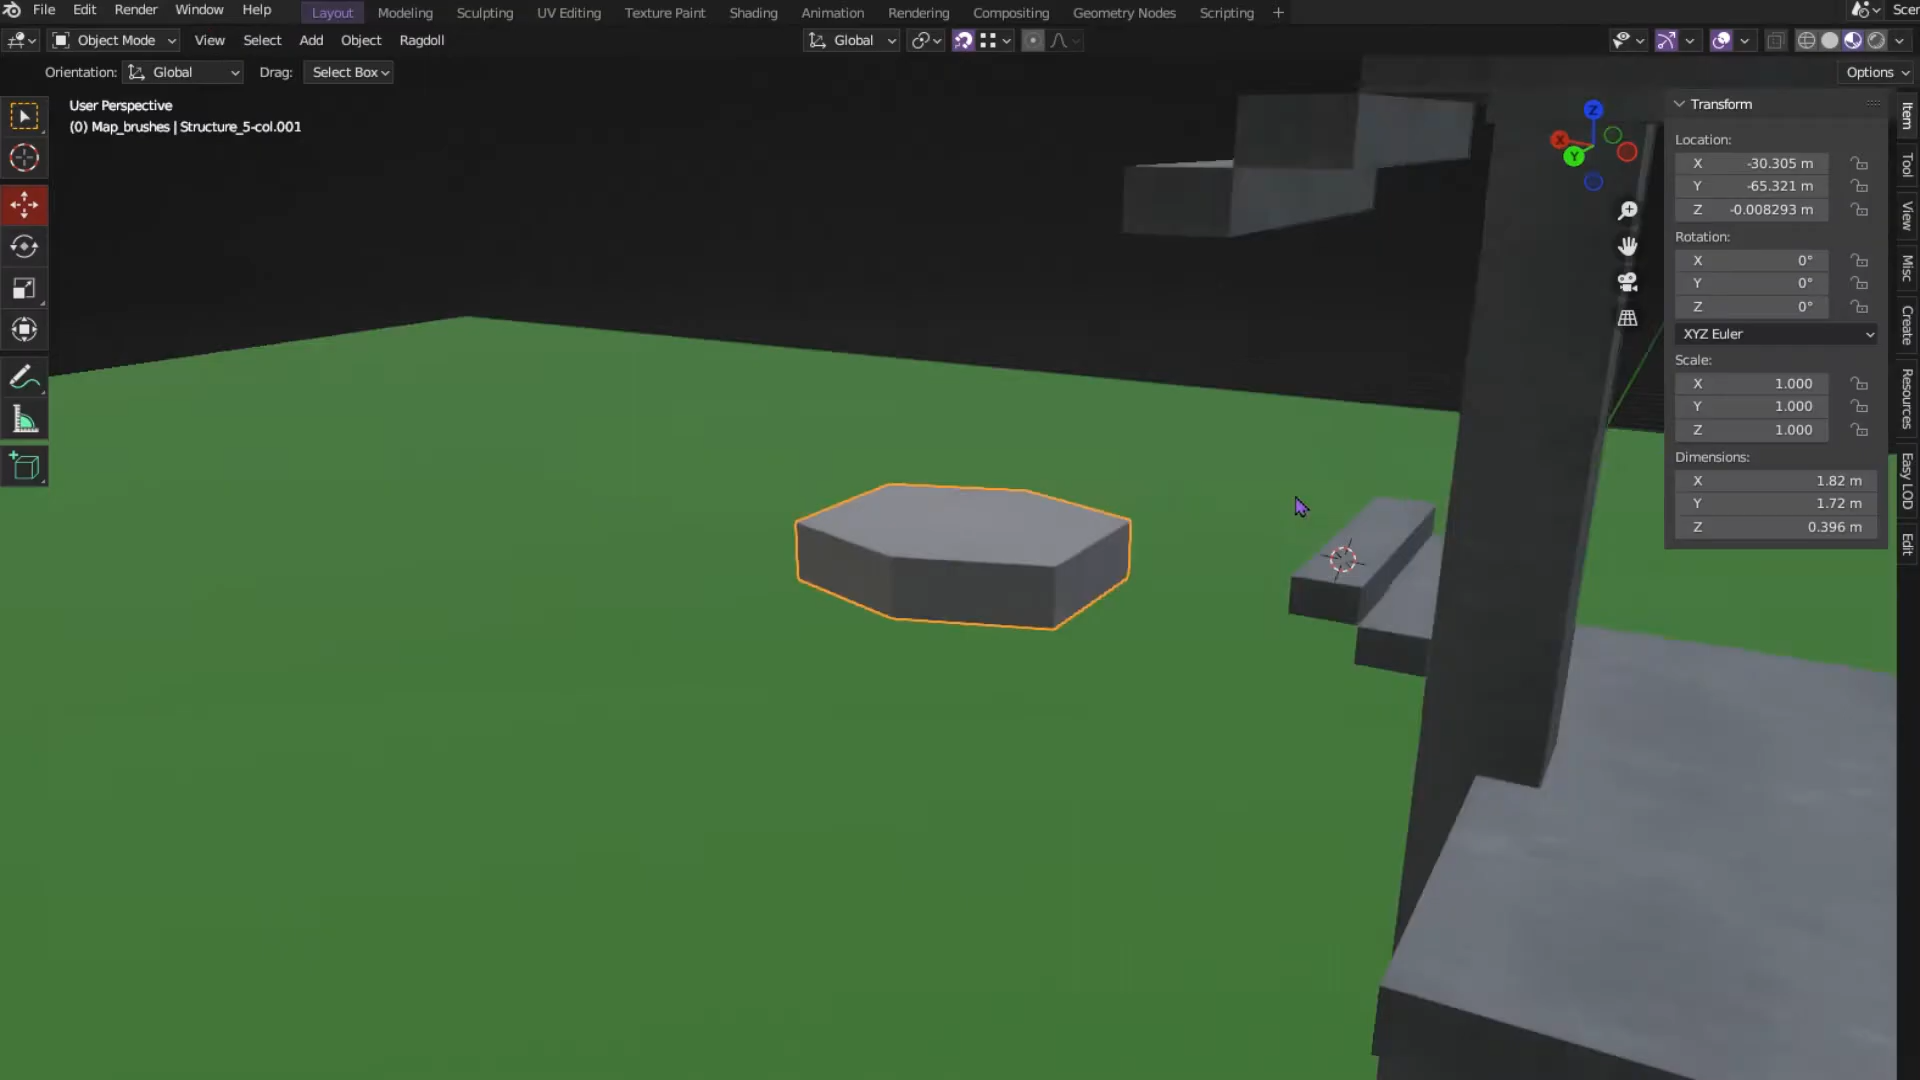 File Edit Render Window Help Layout Modeling Sculpting UV Editing Texture Paint Shading Animation Rendering Compositing Geometry Nodes Scripting + Scer
Object Mode View Select Add Object Ragdoll Global
Orientation: Global Drag: Select Box Options
User Perspective
(0) Map_brushes | Structure_5-col.001
Z
X
Y
Transform
Location:
X -30.305 m
Y -65.321 m
Z -0.008293 m
Rotation:
X 0°
Y 0°
Z 0°
XYZ Euler
Scale:
X 1.000
Y 1.000
Z 1.000
Dimensions:
X 1.82 m
Y 1.72 m
Z 0.396 m
Item
Tool
View
Misc
Create
Resources
Easy LOD
Edit